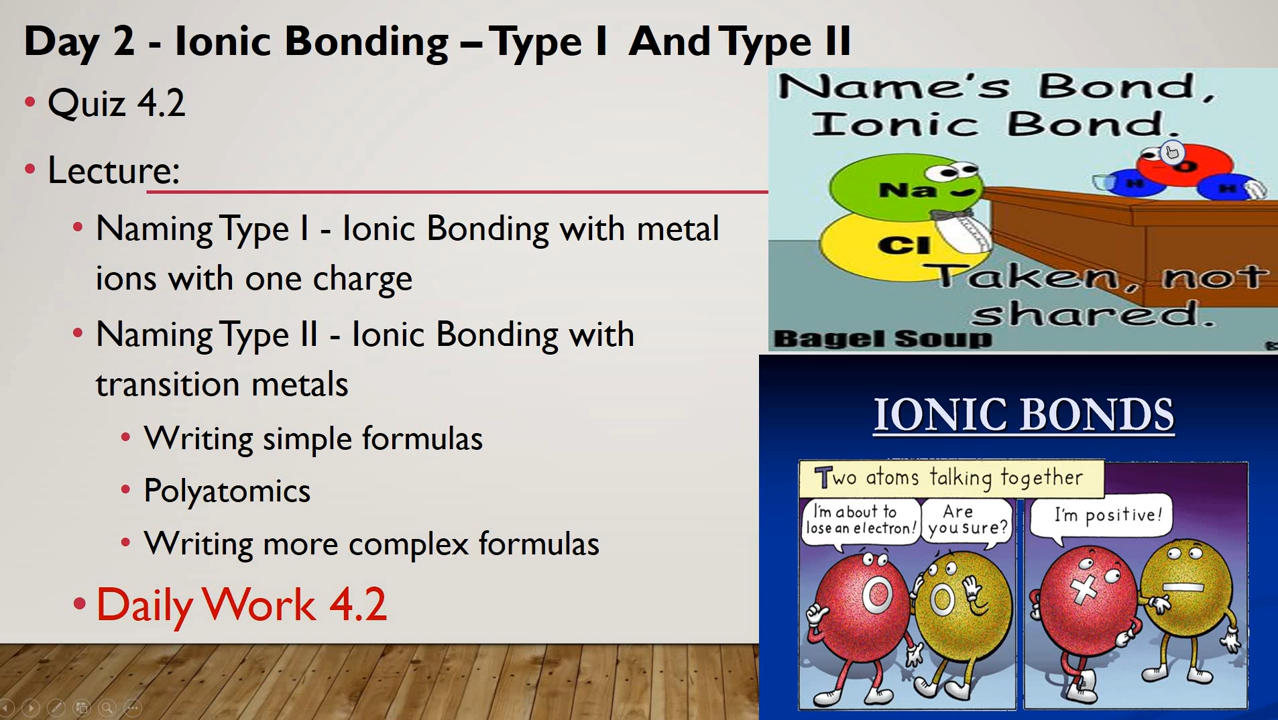 Day 2 - Ionic Bonding – Type I And Type II
• Quiz 4.2
• Lecture:
• Naming Type I - Ionic Bonding with metal
ions with one charge
• Naming Type II - Ionic Bonding with
transition metals
• Writing simple formulas
• Polyatomics
• Writing more complex formulas
• Daily Work 4.2
Name's Bond,
Ionic Bond.
Na
Cl
H
O
H
Taken, not
shared.
Bagel Soup
IONIC BONDS
Two atoms talking together
I'm about to
lose an electron!
Are
you sure?
I'm positive!